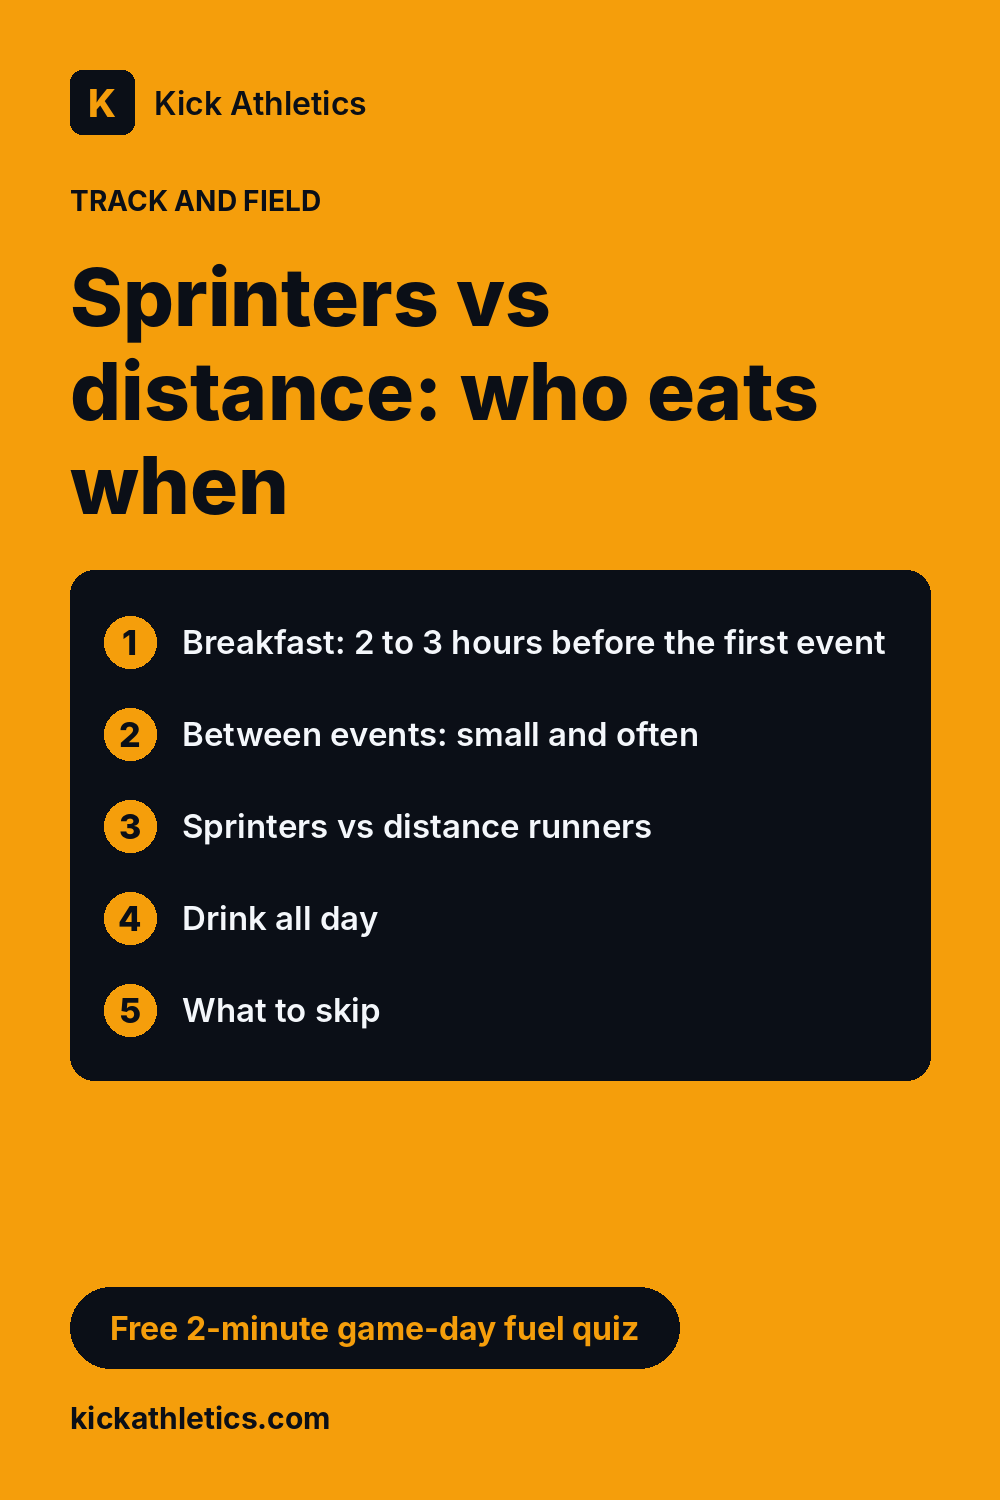 K
Kick Athletics
TRACK AND FIELD
Sprinters vs
distance: who eats
when
1 Breakfast: 2 to 3 hours before the first event
2 Between events: small and often
3 Sprinters vs distance runners
4 Drink all day
5 What to skip
Free 2-minute game-day fuel quiz
kickathletics.com